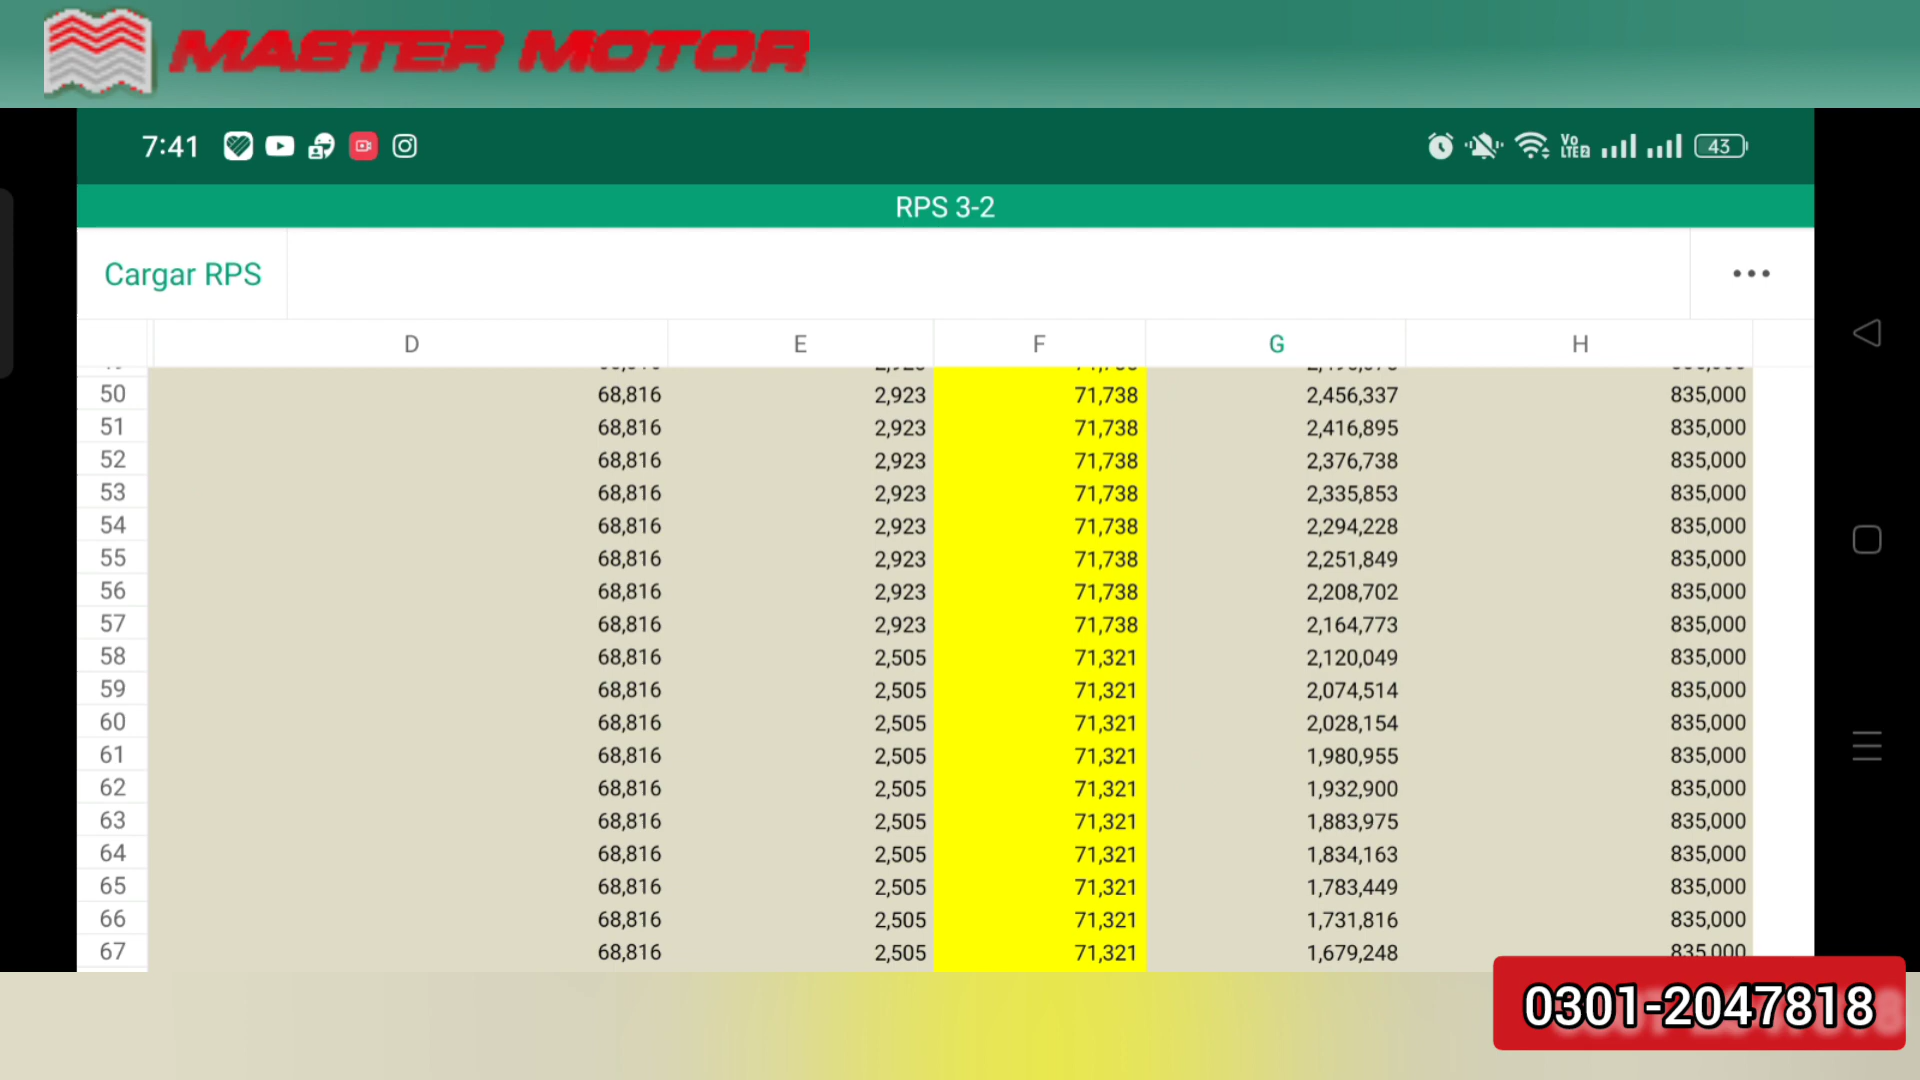 MASTER MOTOR
7:41 Vo LTE2 43
RPS 3-2
Cargar RPS
D E F G H
50 68,816 2,923 71,738 2,456,337 835,000
51 68,816 2,923 71,738 2,416,895 835,000
52 68,816 2,923 71,738 2,376,738 835,000
53 68,816 2,923 71,738 2,335,853 835,000
54 68,816 2,923 71,738 2,294,228 835,000
55 68,816 2,923 71,738 2,251,849 835,000
56 68,816 2,923 71,738 2,208,702 835,000
57 68,816 2,923 71,738 2,164,773 835,000
58 68,816 2,505 71,321 2,120,049 835,000
59 68,816 2,505 71,321 2,074,514 835,000
60 68,816 2,505 71,321 2,028,154 835,000
61 68,816 2,505 71,321 1,980,955 835,000
62 68,816 2,505 71,321 1,932,900 835,000
63 68,816 2,505 71,321 1,883,975 835,000
64 68,816 2,505 71,321 1,834,163 835,000
65 68,816 2,505 71,321 1,783,449 835,000
66 68,816 2,505 71,321 1,731,816 835,000
67 68,816 2,505 71,321 1,679,248 835,000
0301-2047818